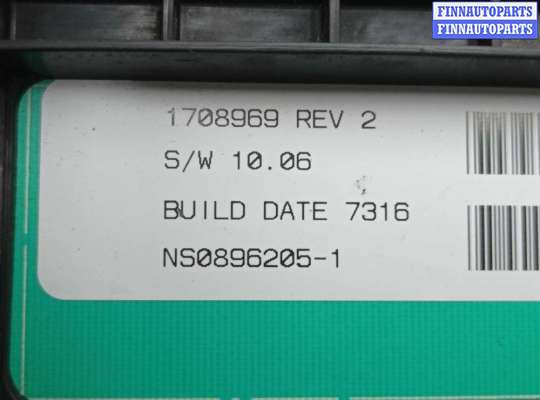 FINNAUTOPARTS
FINNAUTOPARTS
1708969 REV 2
S/W 10.06
BUILD DATE 7316
NS0896205-1